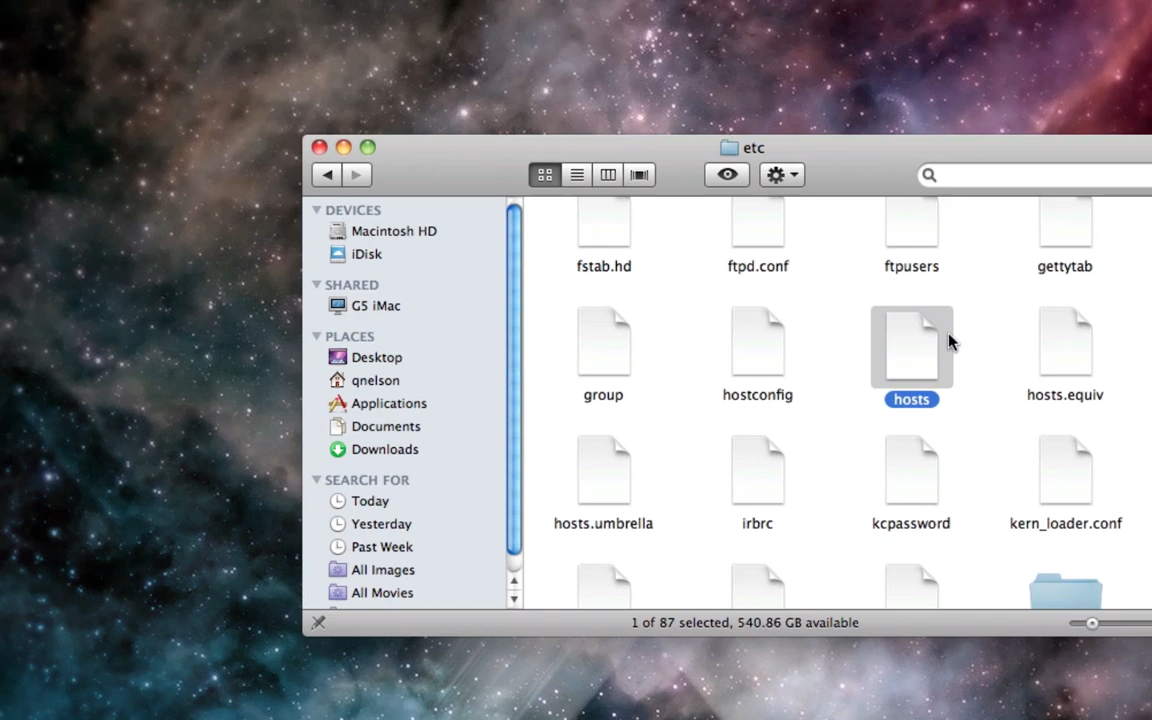 etc
DEVICES
Macintosh HD
iDisk
SHARED
G5 iMac
PLACES
Desktop
qnelson
Applications
Documents
Downloads
SEARCH FOR
Today
Yesterday
Past Week
All Images
All Movies
fstab.hd ftpd.conf ftpusers gettytab
group hostconfig hosts hosts.equiv
hosts.umbrella irbrc kcpassword kern_loader.conf
1 of 87 selected, 540.86 GB available